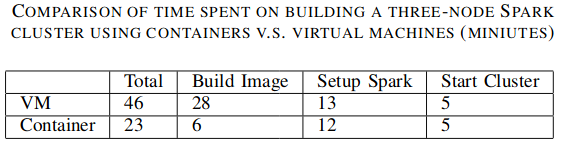 COMPARISON OF TIME SPENT ON BUILDING A THREE-NODE SPARK
CLUSTER USING CONTAINERS V.S. VIRTUAL MACHINES (MINIUTES)
Total Build Image Setup Spark Start Cluster
VM 46 28 13 5
Container 23 6 12 5